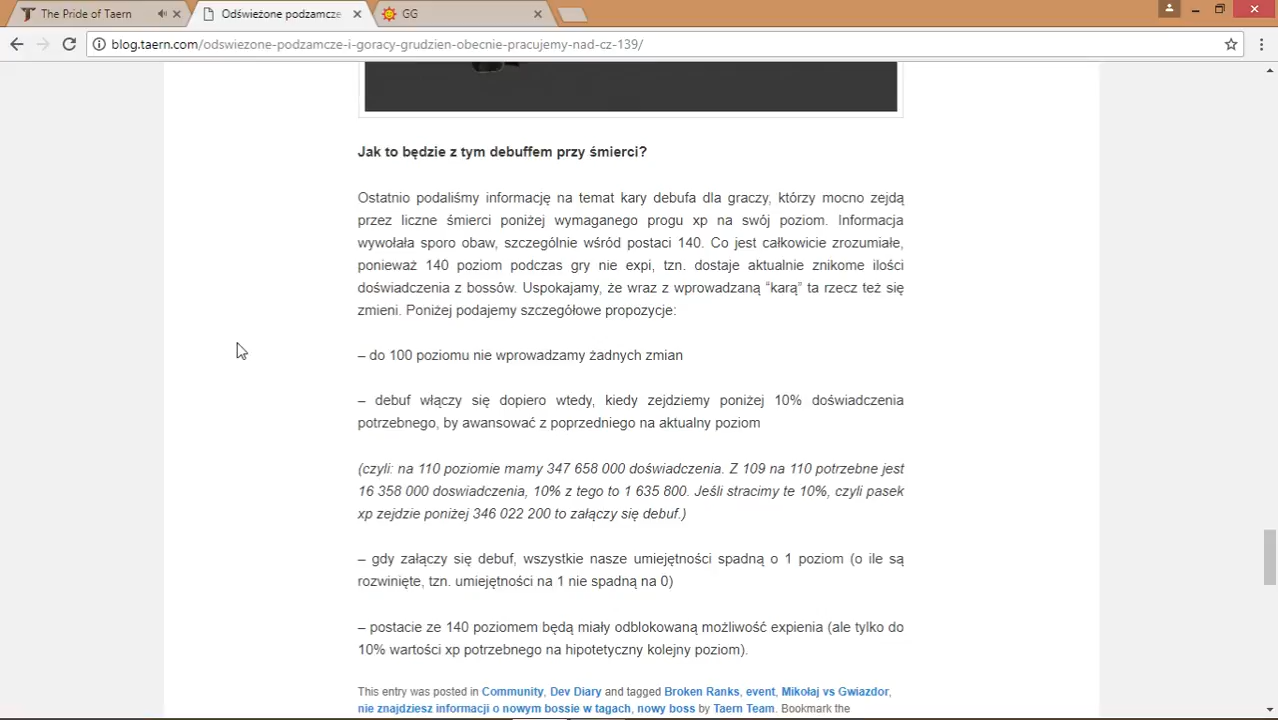 The Pride of Taern
Odświeżone podzamcze
GG
blog.taern.com/odswiezone-podzamcze-i-goracy-grudzien-obecnie-pracujemy-nad-cz-139/
Jak to będzie z tym debuffem przy śmierci?
Ostatnio podaliśmy informację na temat kary debufa dla graczy, którzy mocno zejdą
przez liczne śmierci poniżej wymaganego progu xp na swój poziom. Informacja
wywołała sporo obaw, szczególnie wśród postaci 140. Co jest całkowicie zrozumiałe,
ponieważ 140 poziom podczas gry nie expi, tzn. dostaje aktualnie znikome ilości
doświadczenia z bossów. Uspokajamy, że wraz z wprowadzaną “karą” ta rzecz też się
zmieni. Poniżej podajemy szczegółowe propozycje:
– do 100 poziomu nie wprowadzamy żadnych zmian
– debuf włączy się dopiero wtedy, kiedy zejdziemy poniżej 10% doświadczenia
potrzebnego, by awansować z poprzedniego na aktualny poziom
(czyli: na 110 poziomie mamy 347 658 000 doświadczenia. Z 109 na 110 potrzebne jest
16 358 000 doswiadczenia, 10% z tego to 1 635 800. Jeśli stracimy te 10%, czyli pasek
xp zejdzie poniżej 346 022 200 to załączy się debuf.)
– gdy załączy się debuf, wszystkie nasze umiejętności spadną o 1 poziom (o ile są
rozwinięte, tzn. umiejętności na 1 nie spadną na 0)
– postacie ze 140 poziomem będą miały odblokowaną możliwość expienia (ale tylko do
10% wartości xp potrzebnego na hipotetyczny kolejny poziom).
This entry was posted in Community, Dev Diary and tagged Broken Ranks, event, Mikołaj vs Gwiazdor,
nie znajdziesz informacji o nowym bossie w tagach, nowy boss by Taern Team. Bookmark the